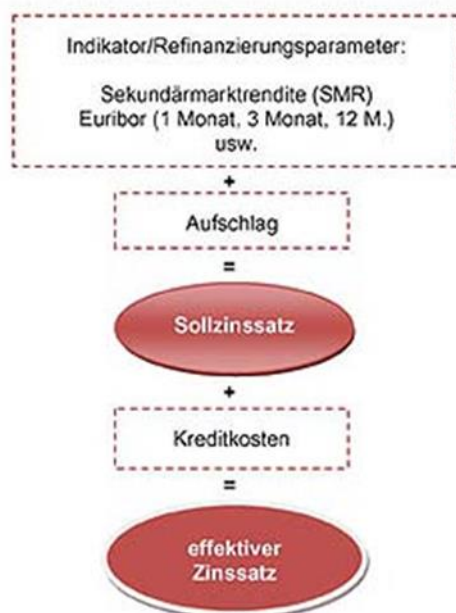 Indikator/Refinanzierungsparameter:
Sekundärmarktrendite (SMR)
Euribor (1 Monat, 3 Monat, 12 M.)
usw.
+
Aufschlag
=
Sollzinssatz
+
Kreditkosten
=
effektiver
Zinssatz